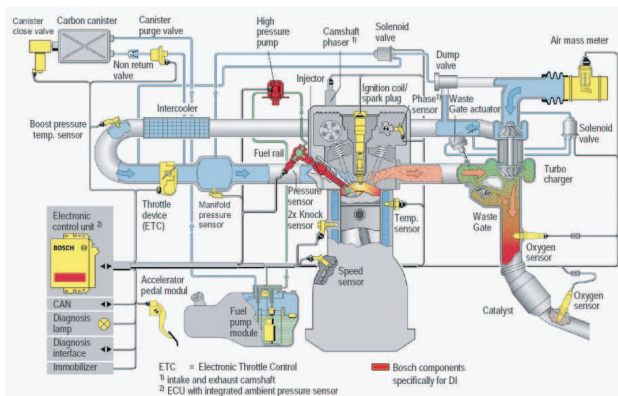 Canister
close valve
Carbon canister
Canister
purge valve
Non return
valve
High
pressure
pump
Camshaft
phaser 1)
Solenoid
valve
Air mass meter
Dump
valve
Injector
Ignition coil/
spark plug
Phase 1)
sensor
Waste
Gate actuator
Intercooler
Boost pressure
temp. sensor
Solenoid
valve
Fuel rail
Turbo
charger
Throttle
device
(ETC)
Manifold
pressure
sensor
Pressure
sensor
2x Knock
sensor
Temp.
sensor
Waste
Gate
Oxygen
sensor
Electronic
control unit 2)
BOSCH
Accelerator
pedal modul
Speed
sensor
Fuel
pump
module
Catalyst
Oxygen
sensor
CAN
Diagnosis
lamp
Diagnosis
interface
Immobilizer
ETC = Electronic Throttle Control
1) intake and exhaust camshaft
2) ECU with integrated ambient pressure sensor
Bosch components
specifically for DI